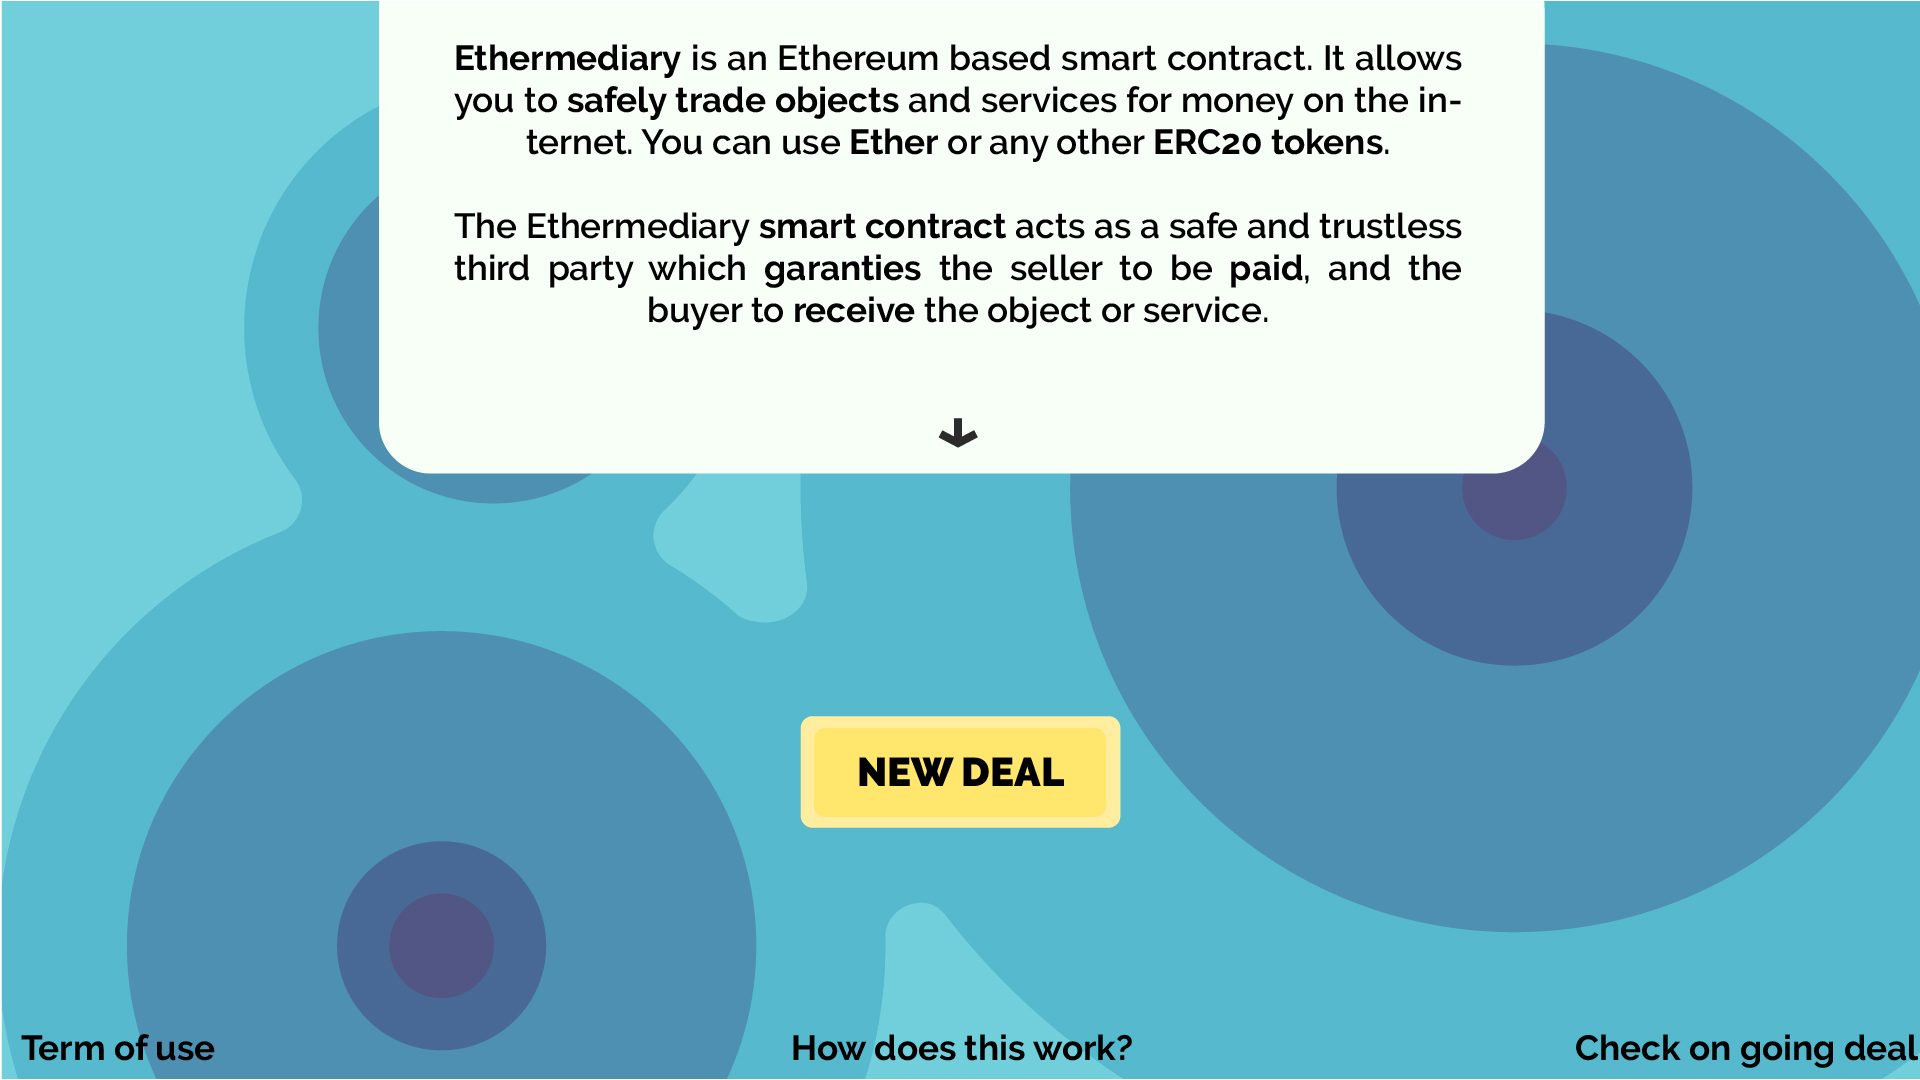 Ethermediary is an Ethereum based smart contract. It allows
you to safely trade objects and services for money on the in-
ternet. You can use Ether or any other ERC20 tokens.
The Ethermediary smart contract acts as a safe and trustless
third party which garanties the seller to be paid, and the
buyer to receive the object or service.
NEW DEAL
Term of use
How does this work?
Check on going deal